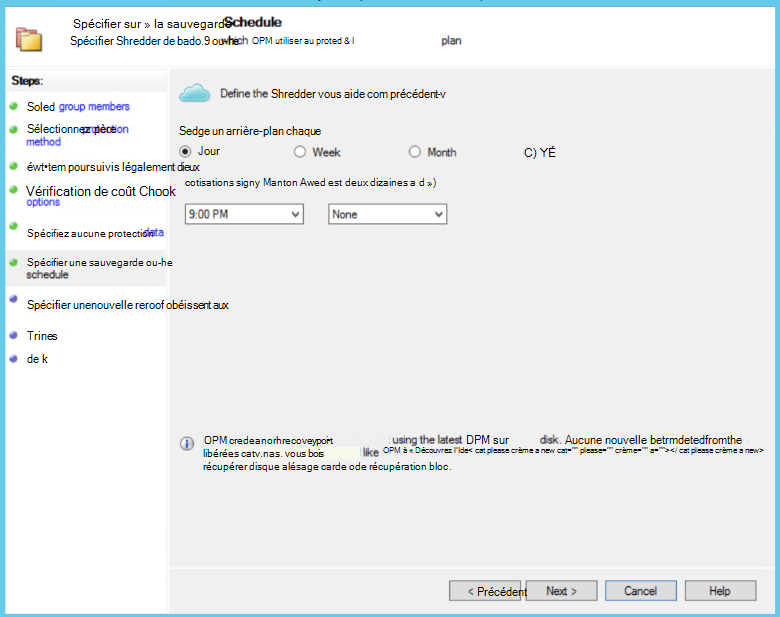 Spécifier sur » la sauvegarde Schedule
Spécifier Shredder de bado.9 ou-he which OPM utiliser au proted & l plan
Steps:
Soled group members
Sélectionnez père protection
method
éwt•tem poursuivis légalement dieux
Vérification de coût Chook
options
Spécifiez aucune protection data
Spécifier une sauvegarde ou-he
schedule
Spécifier unenouvelle reroof obéissent aux
Trines
de k
Define the Shredder vous aide com précédent-v
Sedge un arrière-plan chaque
Jour
Week
Month
C) YÉ
cotisations signy Manton Awed est deux dizaines a d »)
9:00 PM
None
OPM credeanorhrecoveyport using the latest DPM sur disk. Aucune nouvelle betrmdetedfromthe
libérées catv.nas. vous bois like OPM à « Découvrez l'Ide< cat please crème a new cat="" please="" crème="" a=""></ cat please crème a new>
récupérer disque alésage carde ode récupération bloc.
< Précédent
Next >
Cancel
Help